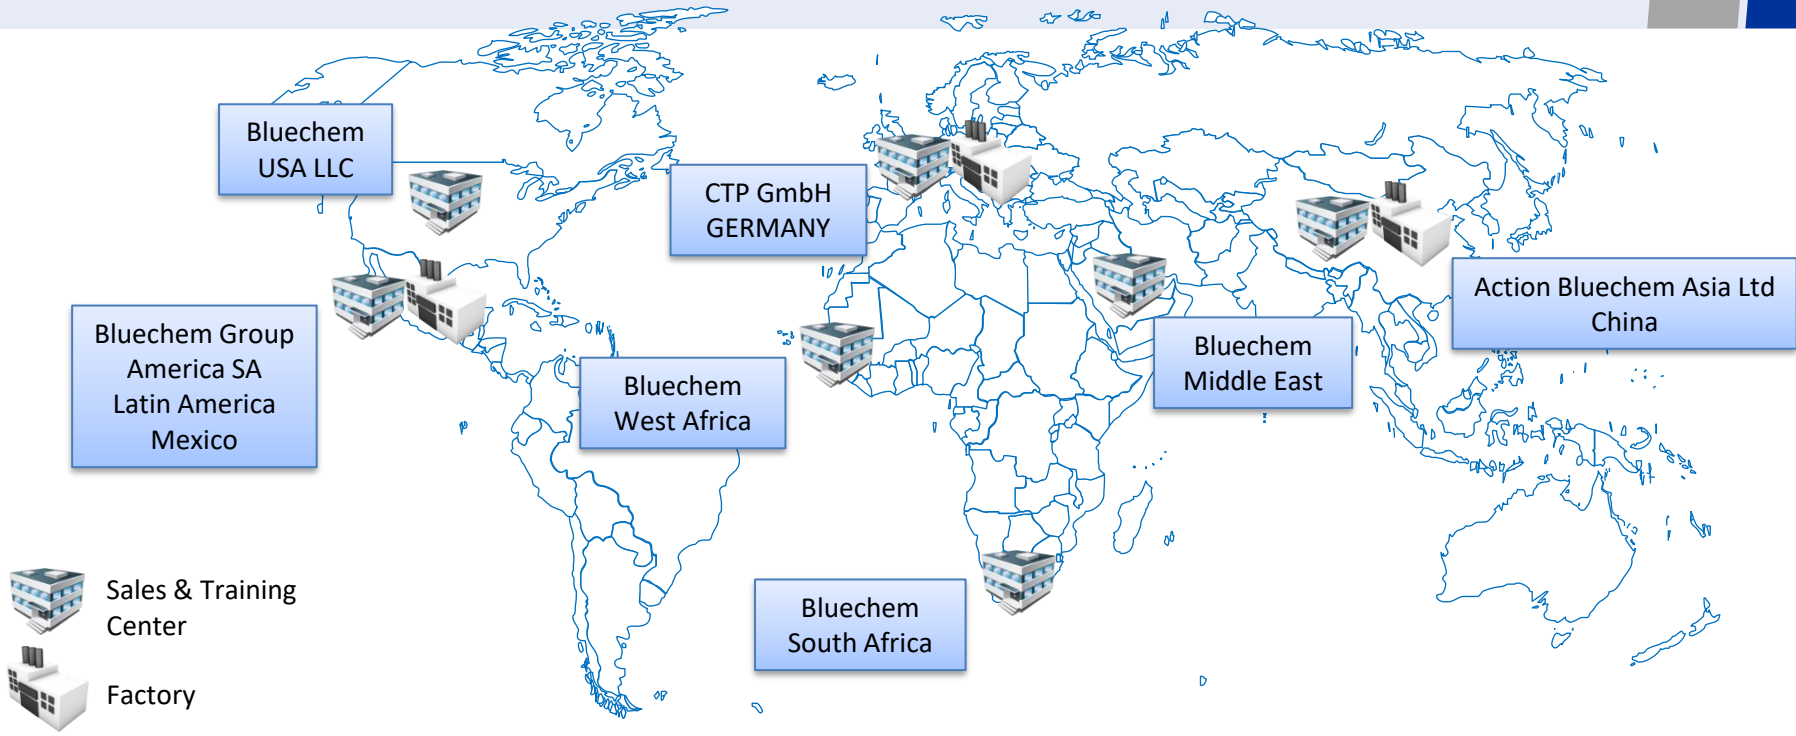 Bluechem
USA LLC
CTP GmbH
GERMANY
Action Bluechem Asia Ltd
China
Bluechem Group
America SA
Latin America
Mexico
Bluechem
West Africa
Bluechem
Middle East
Bluechem
South Africa
Sales & Training
Center
Factory